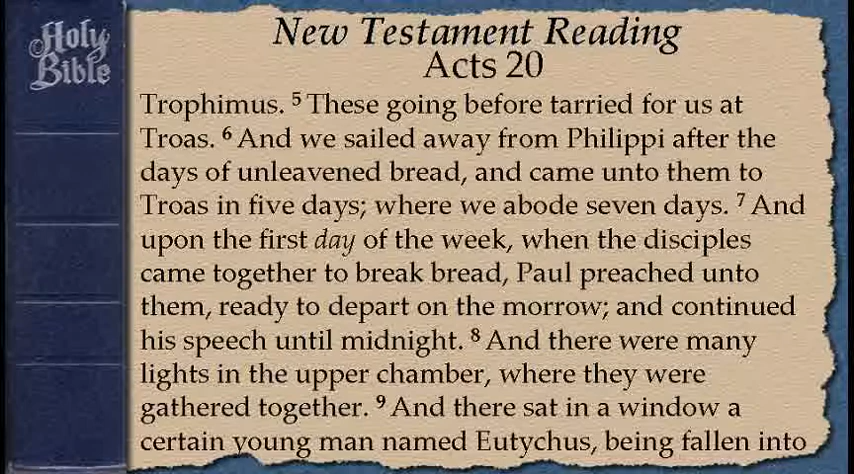 Holy
Bible
New Testament Reading
Acts 20
Trophimus. 5 These going before tarried for us at
Troas. 6 And we sailed away from Philippi after the
days of unleavened bread, and came unto them to
Troas in five days; where we abode seven days. 7 And
upon the first day of the week, when the disciples
came together to break bread, Paul preached unto
them, ready to depart on the morrow; and continued
his speech until midnight. 8 And there were many
lights in the upper chamber, where they were
gathered together. 9 And there sat in a window a
certain young man named Eutychus, being fallen into